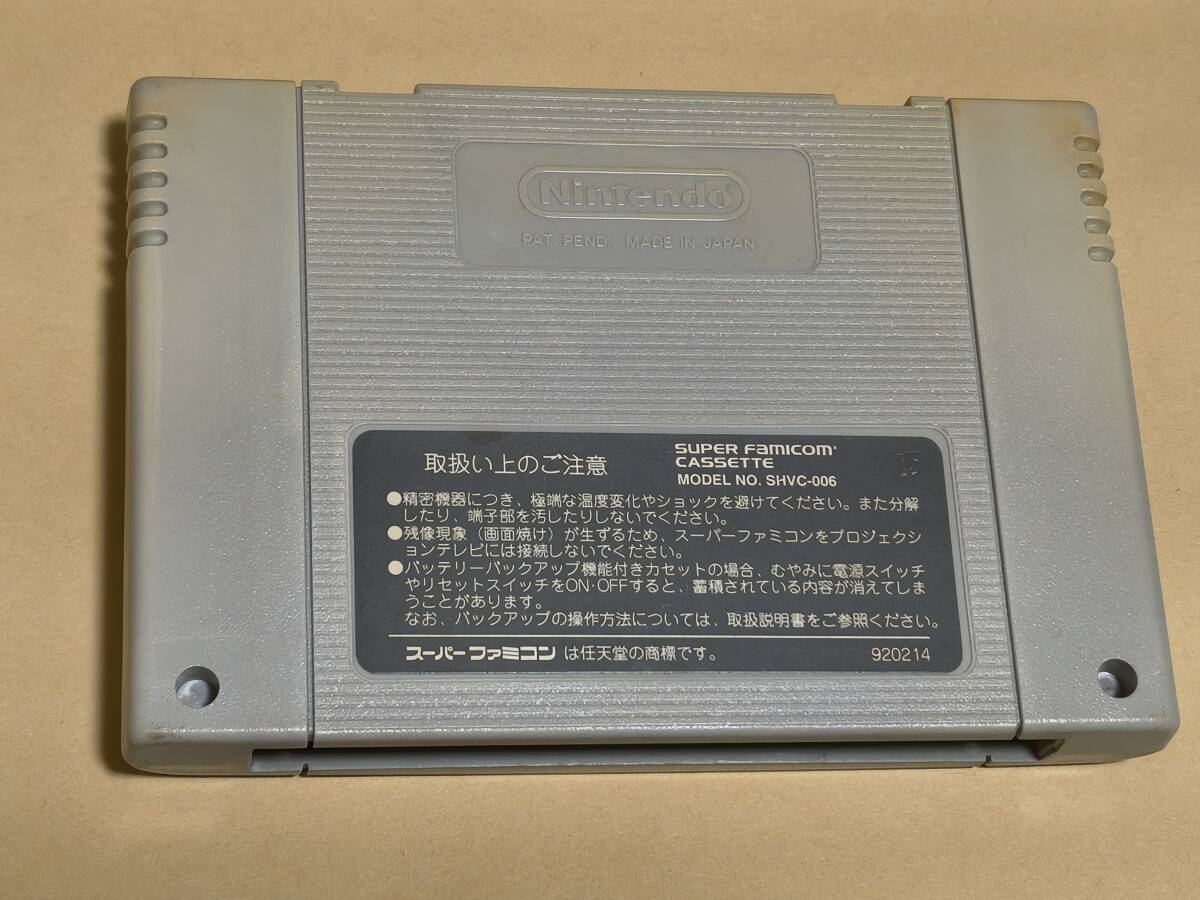 Nintendo®
PAT. PEND. MADE IN JAPAN
取扱い上のご注意
SUPER FAMICOM®
CASSETTE
MODEL NO. SHVC-006
●精密機器につき、極端な温度変化やショックを避けてください。また分解
したり、端子部を汚したりしないでください。
●残像現象(画面焼け)が生ずるため、スーパーファミコンをプロジェクシ
ョンテレビには接続しないでください。
●バッテリーバックアップ機能付きカセットの場合、むやみに電源スイッチ
やリセットスイッチをON・OFFすると、蓄積されている内容が消えてしま
うことがあります。
なお、バックアップの操作方法については、取扱説明書をご参照ください。
スーパーファミコン は任天堂の商標です。
920214